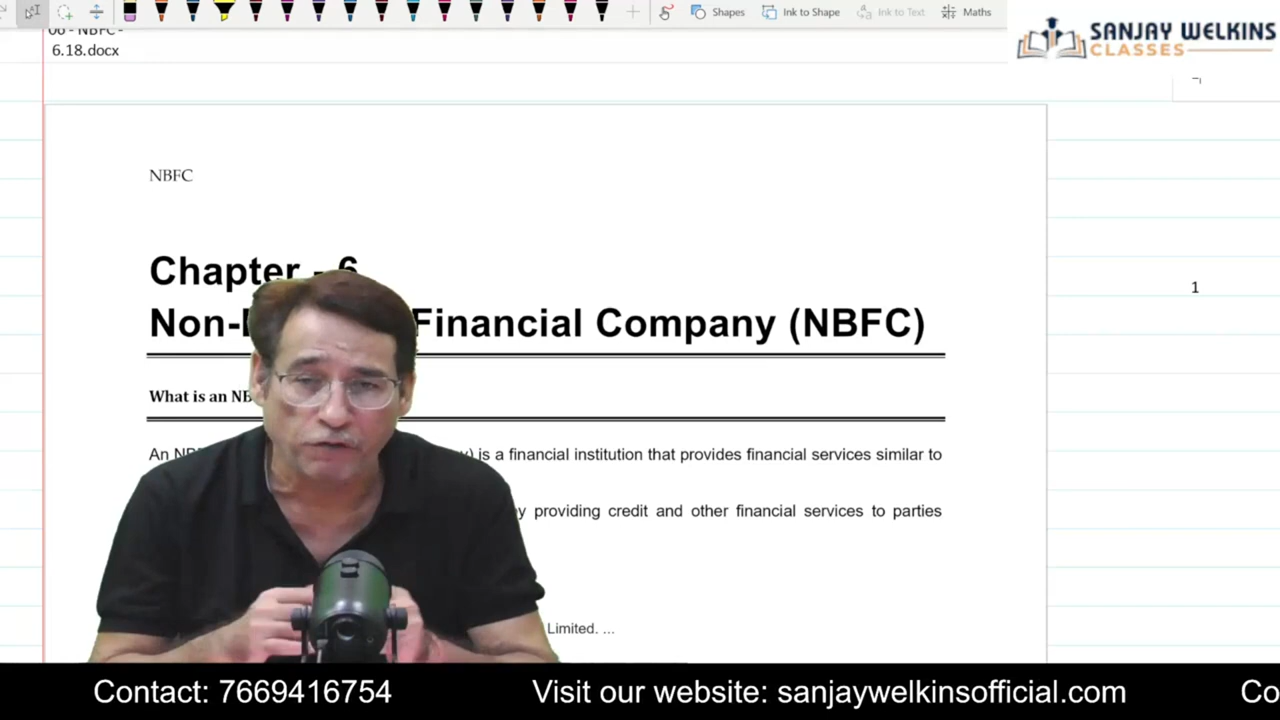 Shapes
Ink to Shape
Ink to Text
Maths
SANJAY WELKINS
CLASSES
06 - NBFC -
6.18.docx
NBFC
Chapter - 6
Non- Financial Company (NBFC)
1
What is an
An is a financial institution that provides financial services similar to
providing credit and other financial services to parties
Limited. ...
Contact: 7669416754 Visit our website: sanjaywelkinsofficial.com Co